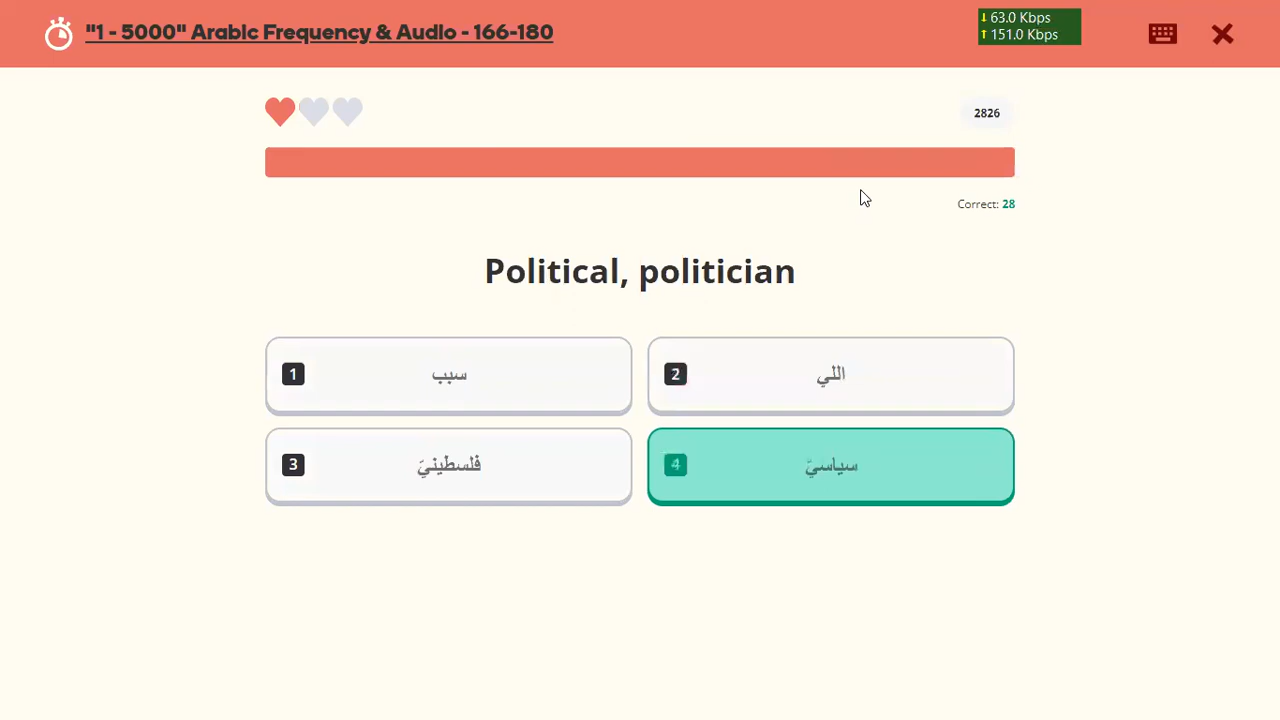 "1 - 5000" Arabic Frequency & Audio - 166-180
↓ 63.0 Kbps
↑ 151.0 Kbps
2826
Correct: 28
Political, politician
1 سبب
2 اللي
3 فلسطينيّ
4 سياسيّ